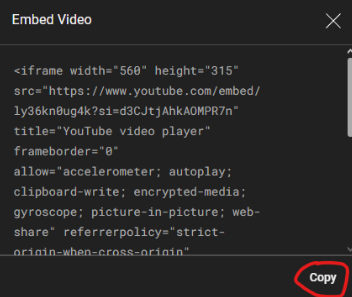 Embed Video
<iframe width="560" height="315"
src="https://www.youtube.com/embed/
ly36kn0ug4k?si=d3CJtjAhkAOMPR7n"
title="YouTube video player"
frameborder="0"
allow="accelerometer; autoplay;
clipboard-write; encrypted-media;
gyroscope; picture-in-picture; web-
share" referrerpolicy="strict-
origin-when-cross-origin"
Copy